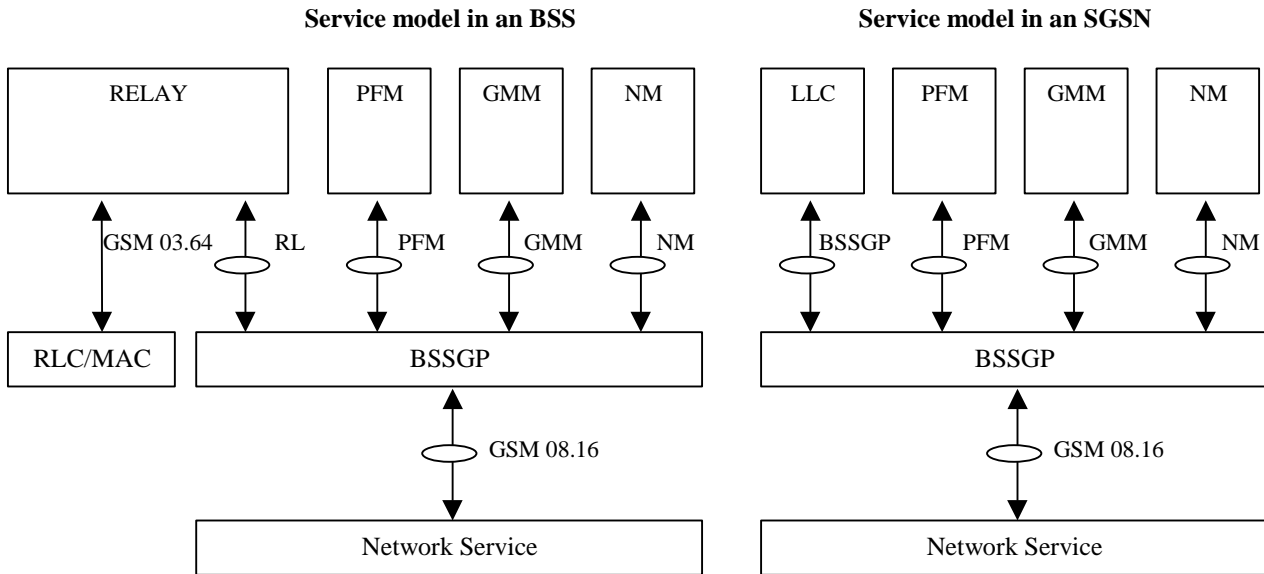 Service model in an BSS
Service model in an SGSN
RELAY
PFM
GMM
NM
LLC
PFM
GMM
NM
GSM 03.64
RL
PFM
GMM
NM
BSSGP
PFM
GMM
NM
RLC/MAC
BSSGP
BSSGP
GSM 08.16
GSM 08.16
Network Service
Network Service